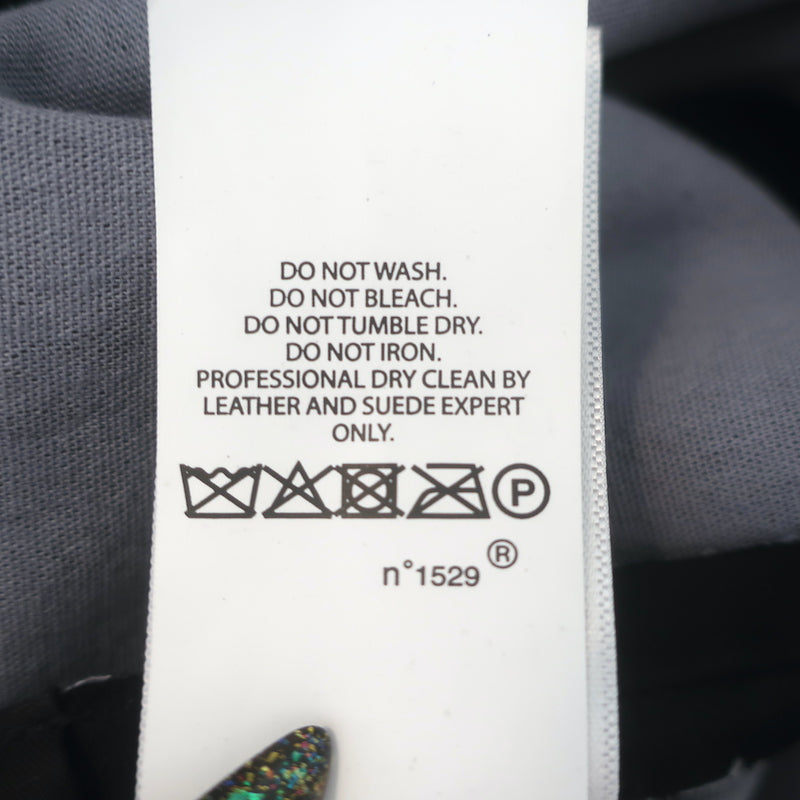 DO NOT WASH.
DO NOT BLEACH.
DO NOT TUMBLE DRY.
DO NOT IRON.
PROFESSIONAL DRY CLEAN BY
LEATHER AND SUEDE EXPERT
ONLY.
P
n°1529®